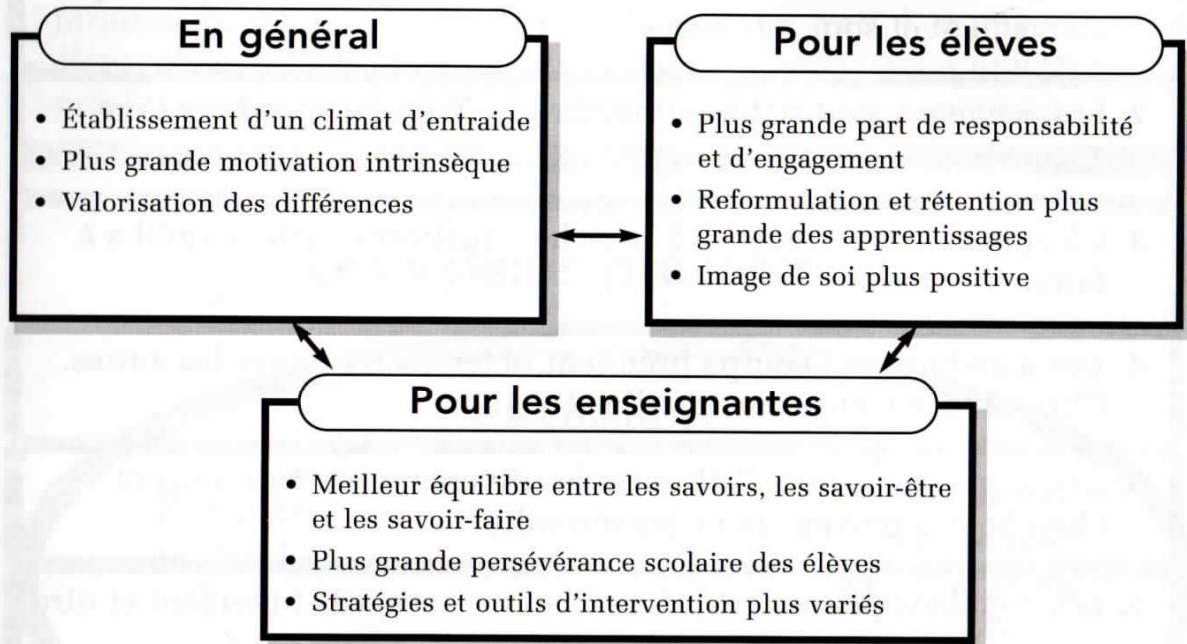 En général
• Établissement d'un climat d'entraide
• Plus grande motivation intrinsèque
• Valorisation des différences
Pour les élèves
• Plus grande part de responsabilité
et d'engagement
• Reformulation et rétention plus
grande des apprentissages
• Image de soi plus positive
Pour les enseignantes
• Meilleur équilibre entre les savoirs, les savoir-être
et les savoir-faire
• Plus grande persévérance scolaire des élèves
• Stratégies et outils d'intervention plus variés